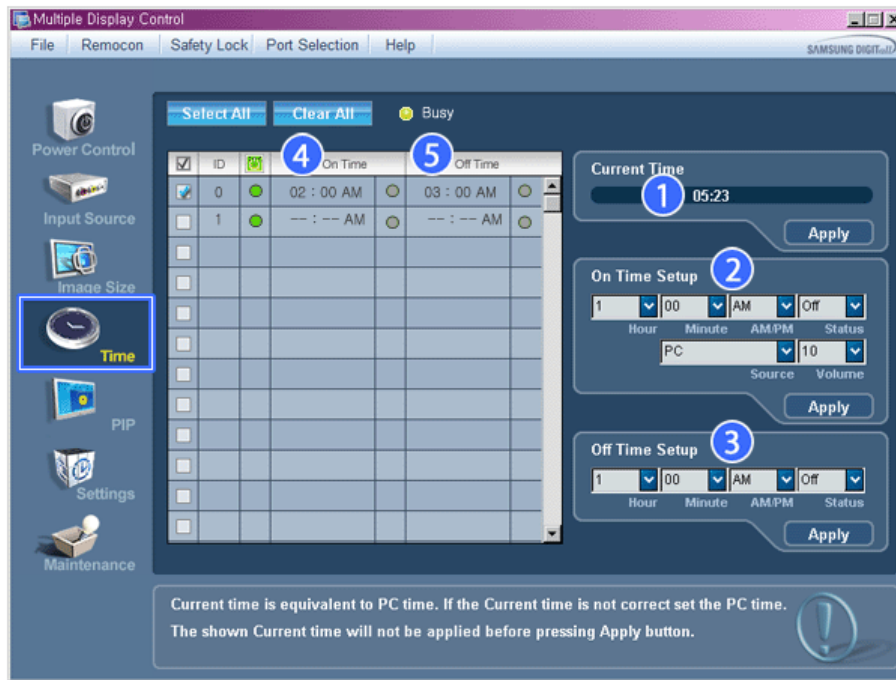 Multiple Display Control
File Remocon Safety Lock Port Selection Help
SAMSUNG DIGITall
Select All Clear All Busy
Power Control
Input Source
Image Size
Time
PIP
Settings
Maintenance
ID 4 On Time 5 Off Time
0 02 : 00 AM 03 : 00 AM
1 -- : -- AM -- : -- AM
Current Time
1 05:23
Apply
On Time Setup 2
1 00 AM Off
Hour Minute AM/PM Status
PC 10
Source Volume
Apply
Off Time Setup 3
1 00 AM Off
Hour Minute AM/PM Status
Apply
Current time is equivalent to PC time. If the Current time is not correct set the PC time.
The shown Current time will not be applied before pressing Apply button.